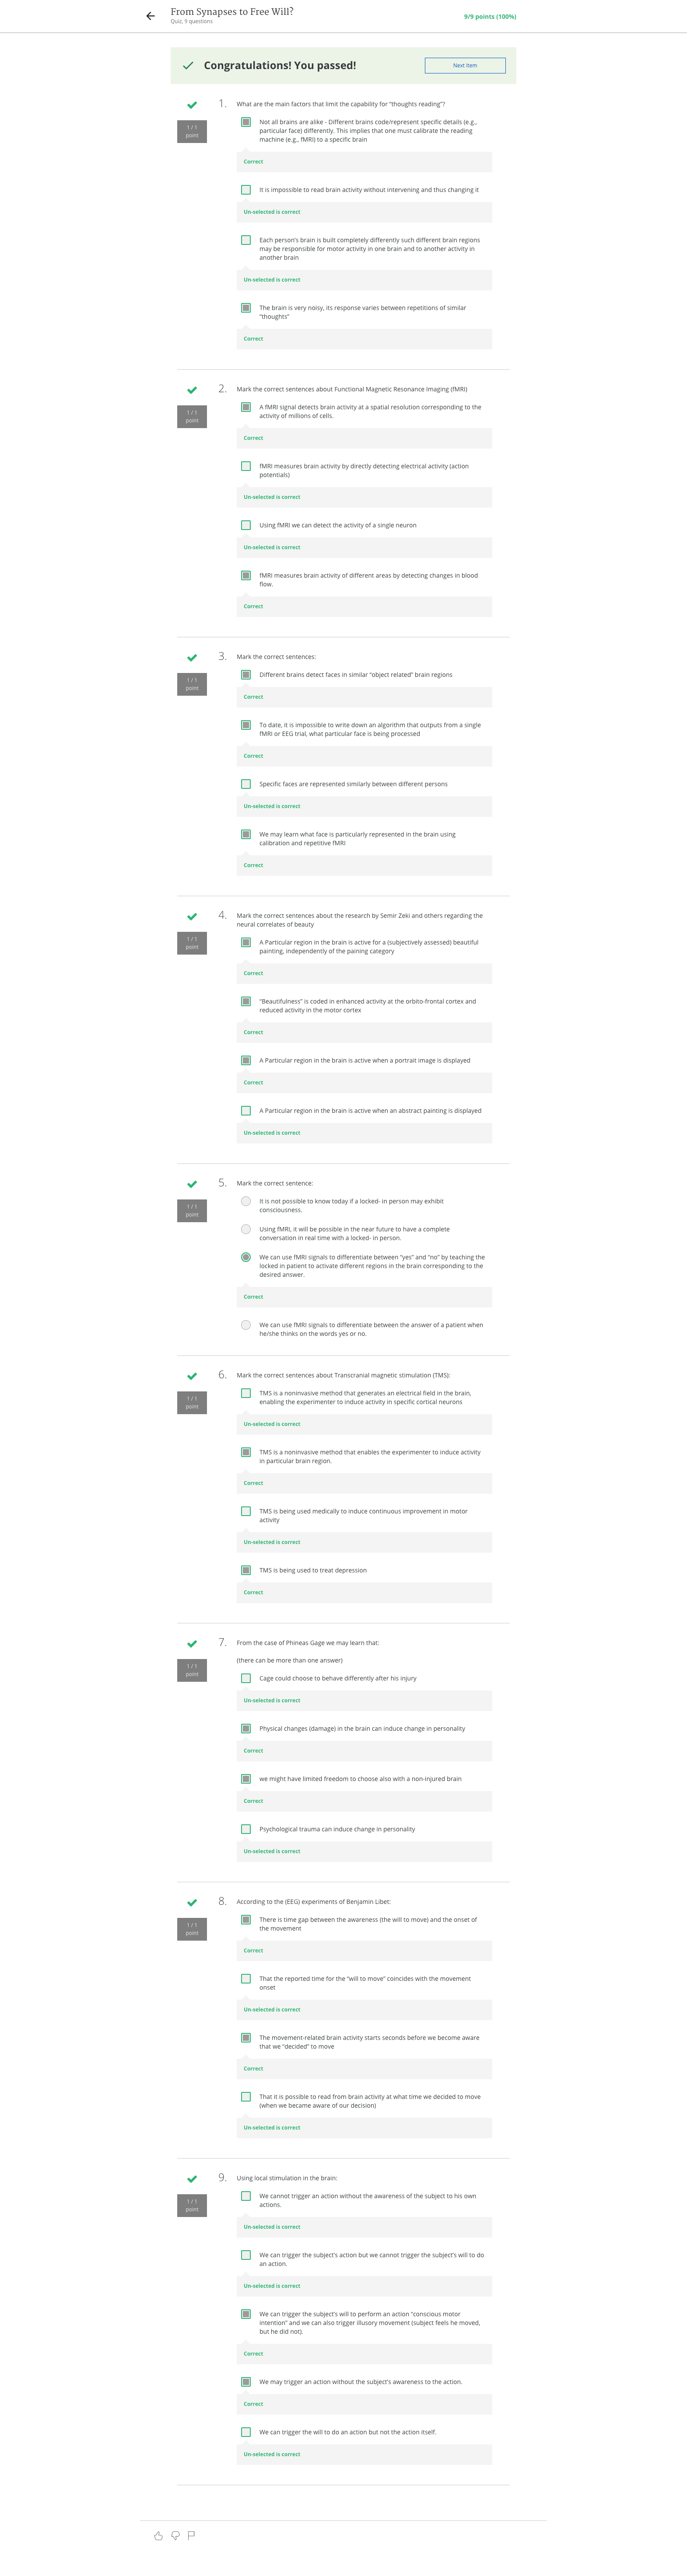 From Synapses to Free Will?
Quiz, 9 questions
9/9 points (100%)
Congratulations! You passed!
Next Item
1 / 1
point
1.
What are the main factors that limit the capability for "thoughts reading"?
Not all brains are alike - Different brains code/represent specific details (e.g.,
particular face) differently. This implies that one must calibrate the reading
machine (e.g., fMRI) to a specific brain
Correct
It is impossible to read brain activity without intervening and thus changing it
Un-selected is correct
Each person's brain is built completely differently such different brain regions
may be responsible for motor activity in one brain and to another activity in
another brain
Un-selected is correct
The brain is very noisy, its response varies between repetitions of similar
"thoughts"
Correct
1 / 1
point
2.
Mark the correct sentences about Functional Magnetic Resonance Imaging (fMRI)
A fMRI signal detects brain activity at a spatial resolution corresponding to the
activity of millions of cells.
Correct
fMRI measures brain activity by directly detecting electrical activity (action
potentials)
Un-selected is correct
Using fMRI we can detect the activity of a single neuron
Un-selected is correct
fMRI measures brain activity of different areas by detecting changes in blood
flow.
Correct
1 / 1
point
3.
Mark the correct sentences:
Different brains detect faces in similar "object related" brain regions
Correct
To date, it is impossible to write down an algorithm that outputs from a single
fMRI or EEG trial, what particular face is being processed
Correct
Specific faces are represented similarly between different persons
Un-selected is correct
We may learn what face is particularly represented in the brain using
calibration and repetitive fMRI
Correct
1 / 1
point
4.
Mark the correct sentences about the research by Semir Zeki and others regarding the
neural correlates of beauty
A Particular region in the brain is active for a (subjectively assessed) beautiful
painting, independently of the paining category
Correct
"Beautifulness" is coded in enhanced activity at the orbito-frontal cortex and
reduced activity in the motor cortex
Correct
A Particular region in the brain is active when a portrait image is displayed
Correct
A Particular region in the brain is active when an abstract painting is displayed
Un-selected is correct
1 / 1
point
5.
Mark the correct sentence:
It is not possible to know today if a locked- in person may exhibit
consciousness.
Using fMRI, it will be possible in the near future to have a complete
conversation in real time with a locked- in person.
We can use fMRI signals to differentiate between "yes" and "no" by teaching the
locked in patient to activate different regions in the brain corresponding to the
desired answer.
Correct
We can use fMRI signals to differentiate between the answer of a patient when
he/she thinks on the words yes or no.
1 / 1
point
6.
Mark the correct sentences about Transcranial magnetic stimulation (TMS):
TMS is a noninvasive method that generates an electrical field in the brain,
enabling the experimenter to induce activity in specific cortical neurons
Un-selected is correct
TMS is a noninvasive method that enables the experimenter to induce activity
in particular brain region.
Correct
TMS is being used medically to induce continuous improvement in motor
activity
Un-selected is correct
TMS is being used to treat depression
Correct
1 / 1
point
7.
From the case of Phineas Gage we may learn that:
(there can be more than one answer)
Cage could choose to behave differently after his injury
Un-selected is correct
Physical changes (damage) in the brain can induce change in personality
Correct
we might have limited freedom to choose also with a non-injured brain
Correct
Psychological trauma can induce change in personality
Un-selected is correct
1 / 1
point
8.
According to the (EEG) experiments of Benjamin Libet:
There is time gap between the awareness (the will to move) and the onset of
the movement
Correct
That the reported time for the "will to move" coincides with the movement
onset
Un-selected is correct
The movement-related brain activity starts seconds before we become aware
that we "decided" to move
Correct
That it is possible to read from brain activity at what time we decided to move
(when we became aware of our decision)
Un-selected is correct
1 / 1
point
9.
Using local stimulation in the brain:
We cannot trigger an action without the awareness of the subject to his own
actions.
Un-selected is correct
We can trigger the subject's action but we cannot trigger the subject's will to do
an action.
Un-selected is correct
We can trigger the subject's will to perform an action "conscious motor
intention" and we can also trigger illusory movement (subject feels he moved,
but he did not).
Correct
We may trigger an action without the subject's awareness to the action.
Correct
We can trigger the will to do an action but not the action itself.
Un-selected is correct